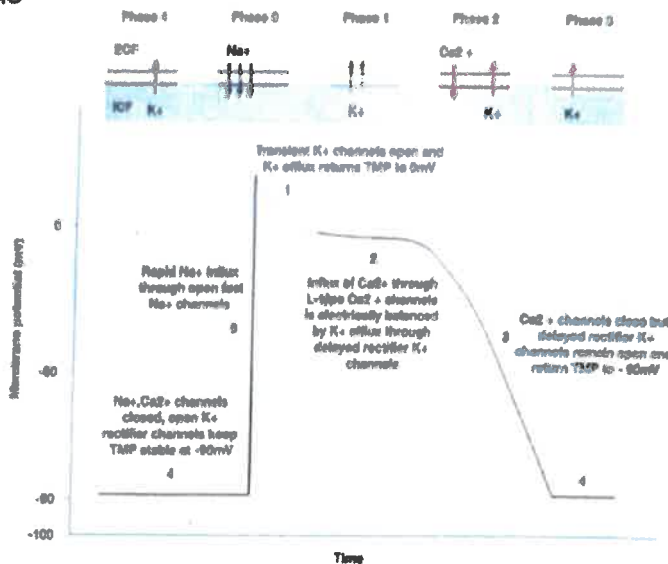 Phase 4 Phase 0 Phase 1 Phase 2 Phase 3
ECF Na+ Ca2 +
ICF K+ K+ K+ K+
Transient K+ channels open and
K+ efflux returns TMP to 0mV
1
0
Rapid Na+ influx
through open fast
Na+ channels
0
2
Influx of Ca2+ through
L-type Ca2 + channels
is electrically balanced
by K+ efflux through
delayed rectifier K+
channels
Ca2 + channels close but
delayed rectifier K+
channels remain open and
return TMP to - 90mV
3
Membrane potential (mV)
Na+,Ca2+ channels
closed, open K+
rectifier channels keep
TMP stable at -90mV
4
4
-100
Time